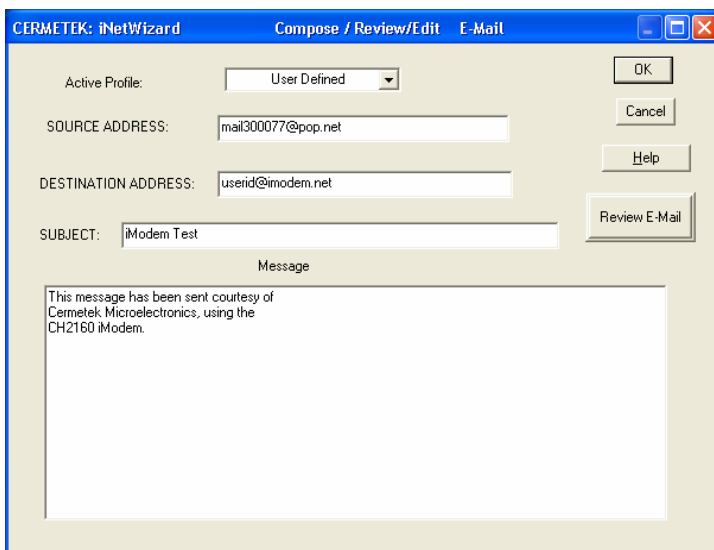 CERMETEK: iNetWizard Compose / Review/Edit E-Mail
Active Profile: User Defined
OK
SOURCE ADDRESS: mail300077@pop.net
Cancel
Help
DESTINATION ADDRESS: userid@imodem.net
Review E-Mail
SUBJECT: iModem Test
Message
This message has been sent courtesy of
Cermetek Microelectronics, using the
CH2160 iModem.